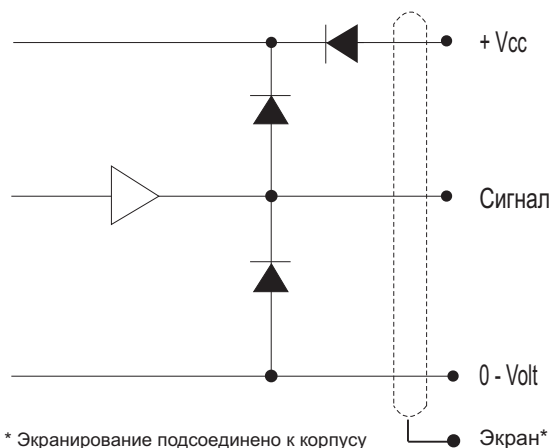 + Vcc
Сигнал
0 - Volt
* Экранирование подсоединено к корпусу
Экран*